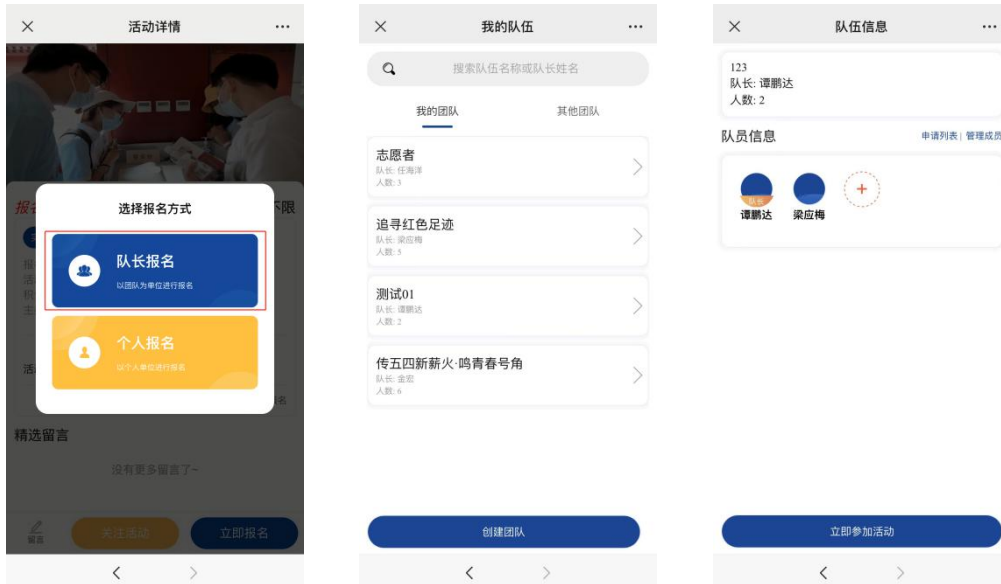 活动详情
选择报名方式
队长报名
以团队为单位进行报名
个人报名
以个人单位进行报名
精选留言
没有更多留言了~
留言
关注活动
立即报名
我的队伍
搜索队伍名称或队长姓名
我的团队
其他团队
志愿者
队长: 任海洋
人数: 3
追寻红色足迹
队长: 梁应梅
人数: 5
测试01
队长: 谭鹏达
人数: 2
传五四新薪火·鸣青春号角
队长: 金宏
人数: 6
创建团队
队伍信息
123
队长: 谭鹏达
人数: 2
队员信息
申请列表 | 管理成员
队长
谭鹏达
梁应梅
立即参加活动